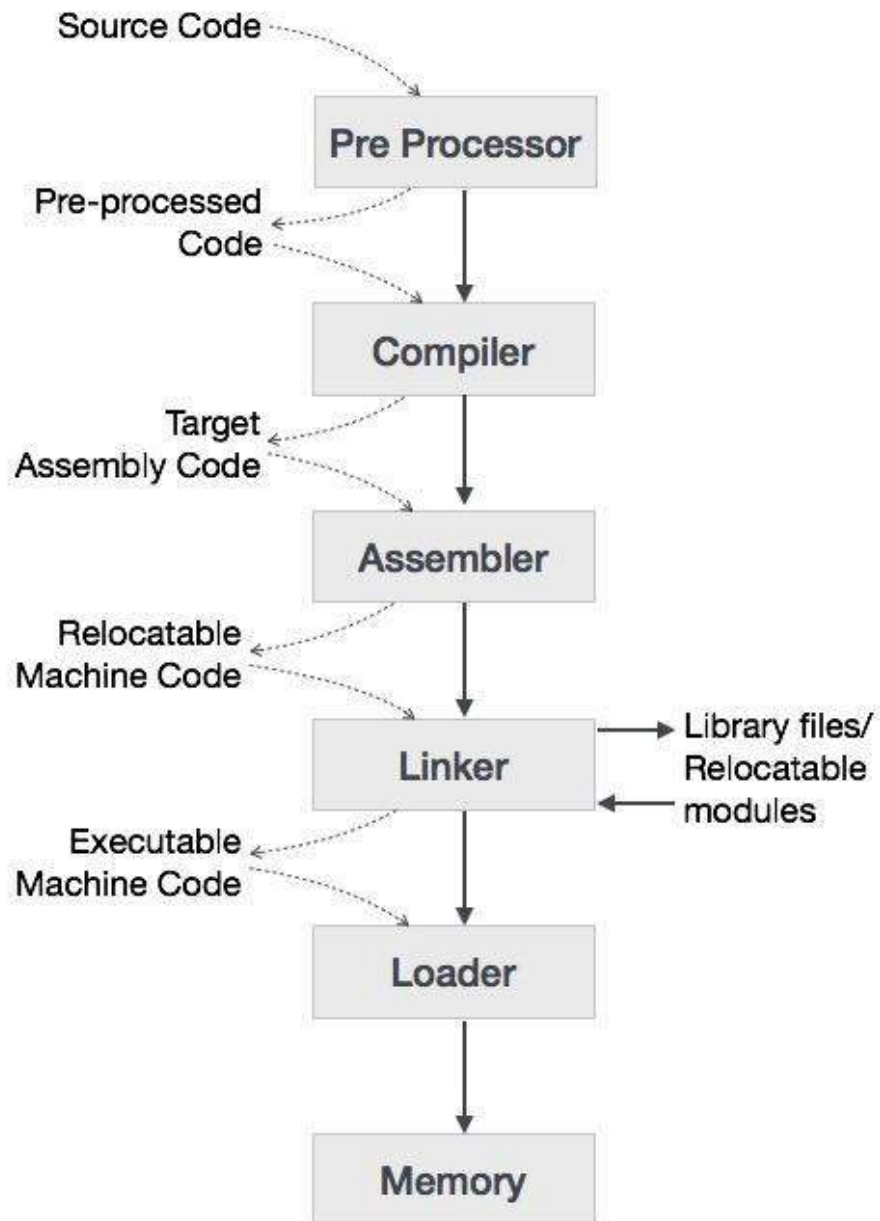 Source Code
Pre Processor
Pre-processed
Code
Compiler
Target
Assembly Code
Assembler
Relocatable
Machine Code
Linker
Library files/
Relocatable
modules
Executable
Machine Code
Loader
Memory